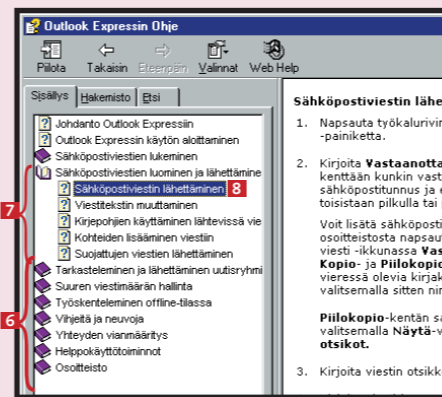 Outlook Expressin Ohje
Piilota Takaisin Eteenpäin Valinnat Web Help
Sisällys Hakemisto Etsi
Johdanto Outlook Expressiin
Outlook Expressin käytön aloittaminen
Sähköpostiviestien lukeminen
Sähköpostiviestien luominen ja lähettämine
Sähköpostiviestin lähettäminen 8
Viestitekstin muuttaminen
7
Kirjepohjien käyttäminen lähtevissä vie
Kohteiden lisääminen viestiin
Suojattujen viestien lähettäminen
Tarkasteleminen ja lähettäminen uutisryhmi
Suuren viestimäärän hallinta
Työskenteleminen offline-tilassa
6
Vihjeitä ja neuvoja
Yhteyden vianmääritys
Helppokäyttötoiminnot
Osoitteisto
Sähköpostiviestin lähe
1. Napsauta työkalurivin
-painiketta.
2. Kirjoita Vastaanotta
kenttään kunkin vast
sähköpostitunnus ja e
toisistaan pilkulla tai
Voit lisätä sähköposti
osoitteistosta napsau
viesti -ikkunassa Vas
Kopio- ja Piilokopio
vieressä olevia kirjak
valitsemalla sitten nir
Piilokopio-kentän sa
valitsemalla Näytä-v
otsikot.
3. Kirjoita viestin otsikk